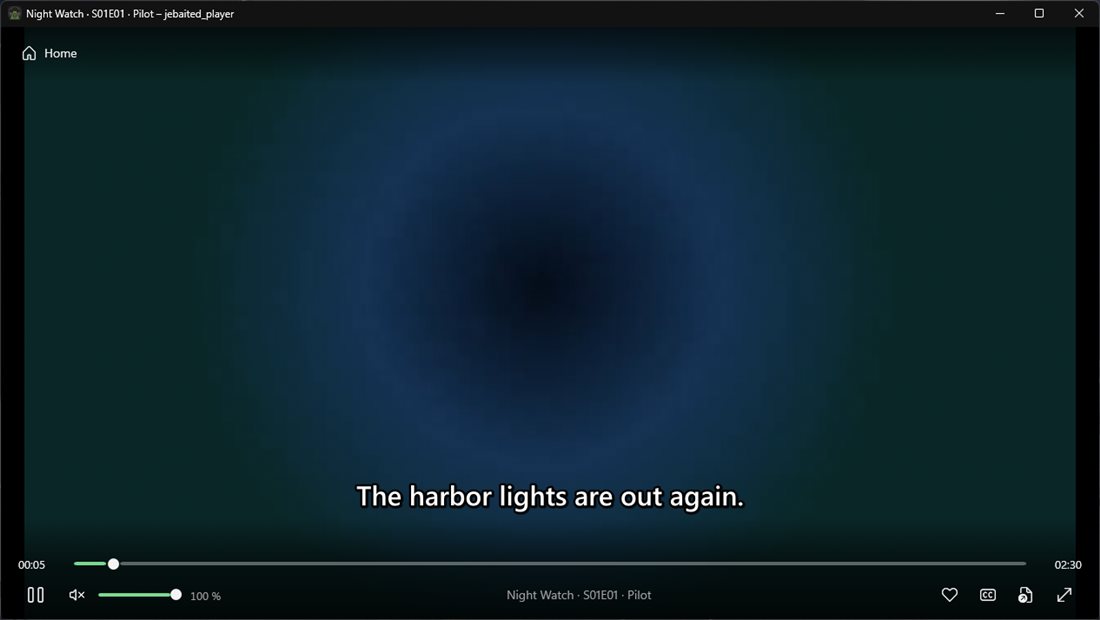 Night Watch · S01E01 · Pilot – jebaited_player
Home
The harbor lights are out again.
00:05
02:30
100 %
Night Watch · S01E01 · Pilot
CC